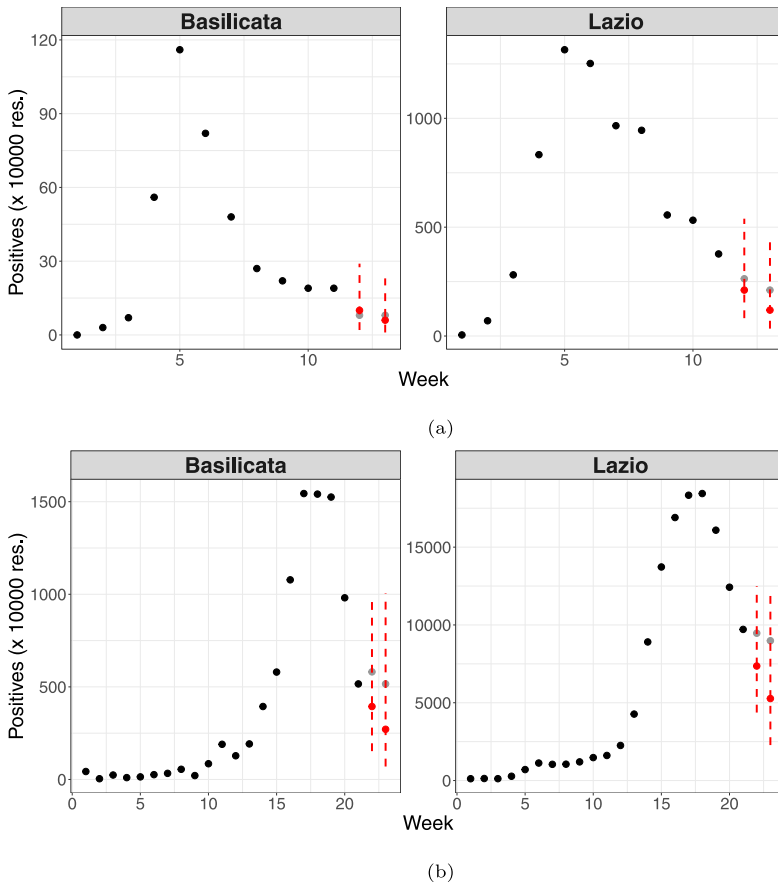 Basilicata Lazio
Positives (x 10000 res.)
120
90
60
30
0
5 10
1000
500
0
5 10
Week
(a)
Basilicata Lazio
Positives (x 10000 res.)
1500
1000
500
0
0 5 10 15 20
15000
10000
5000
0
0 5 10 15 20
Week
(b)